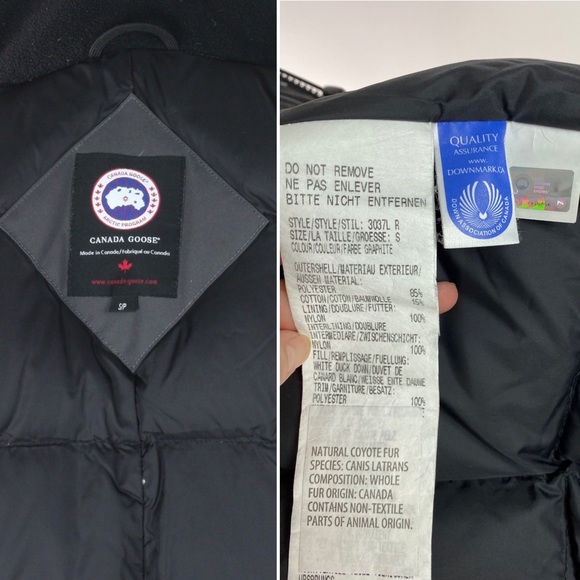 CANADA GOOSE
ARCTIC PROGRAM
CANADA GOOSE®
Made in Canada/Fabriqué au Canada
www.canada-goose.com
S/P
DO NOT REMOVE
NE PAS ENLEVER
BITTE NICHT ENTFERNEN
STYLE/STYLE/STIL: 3037L R
SIZE/LA TAILLE/GROESSE: S
COLOUR/COULEUR/FARBE GRAPHITE
OUTERSHELL/MATERIAU EXTERIEUR/
AUSSEN MATERIAL:
POLYESTER 85%
COTTON/COTON/BAUMWOLLE 15%
LINING/DOUBLURE/FUTTER:
NYLON 100%
INTERLINING/DOUBLURE
INTERMEDIARE/ZWISCHENSCHICHT:
NYLON 100%
FILL/REMPLISSAGE/FUELLUNG:
WHITE DUCK DOWN/DUVET DE
CANARD BLANC/WEISSE ENTE DAUNE
TRIM/GARNITURE/BESATZ:
POLYESTER 100%
NATURAL COYOTE FUR
SPECIES: CANIS LATRANS
COMPOSITION: WHOLE
FUR ORIGIN: CANADA
CONTAINS NON-TEXTILE
PARTS OF ANIMAL ORIGIN.
QUALITY
ASSURANCE
www.
DOWNMARK.CA
DOWN ASSOCIATION OF CANADA